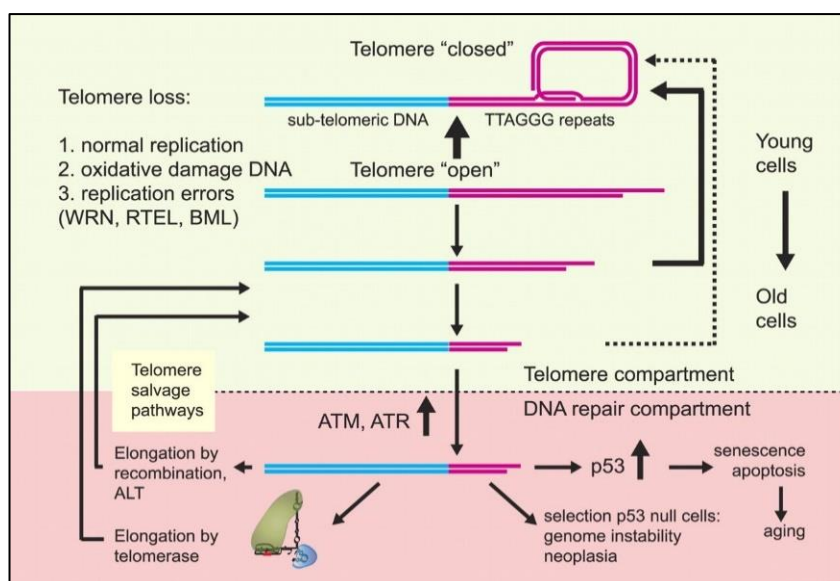 Telomere “closed”
Telomere loss:
sub-telomeric DNA
TTAGGG repeats
1. normal replication
2. oxidative damage DNA
3. replication errors
(WRN, RTEL, BML)
Telomere “open”
Young
cells
Old
cells
Telomere
salvage
pathways
Telomere compartment
DNA repair compartment
ATM, ATR
Elongation by
recombination,
ALT
p53
senescence
apoptosis
aging
Elongation by
telomerase
selection p53 null cells:
genome instability
neoplasia